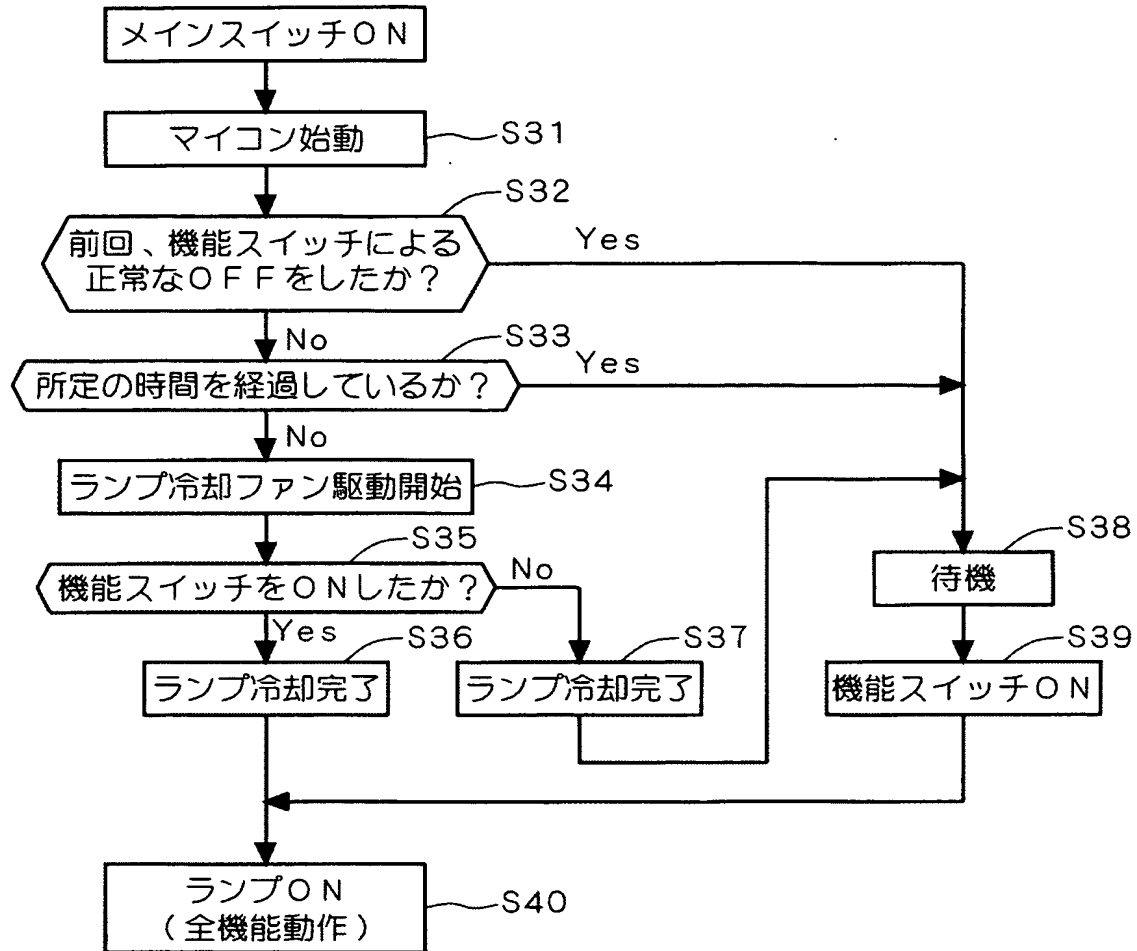 メインスイッチON
マイコン始動
S31
S32
前回、機能スイッチによる
正常なOFFをしたか?
Yes
No
S33
所定の時間を経過しているか?
Yes
No
ランプ冷却ファン駆動開始
S34
S35
機能スイッチをONしたか?
No
Yes
S36
ランプ冷却完了
S37
ランプ冷却完了
S38
待機
S39
機能スイッチON
ランプON
(全機能動作)
S40